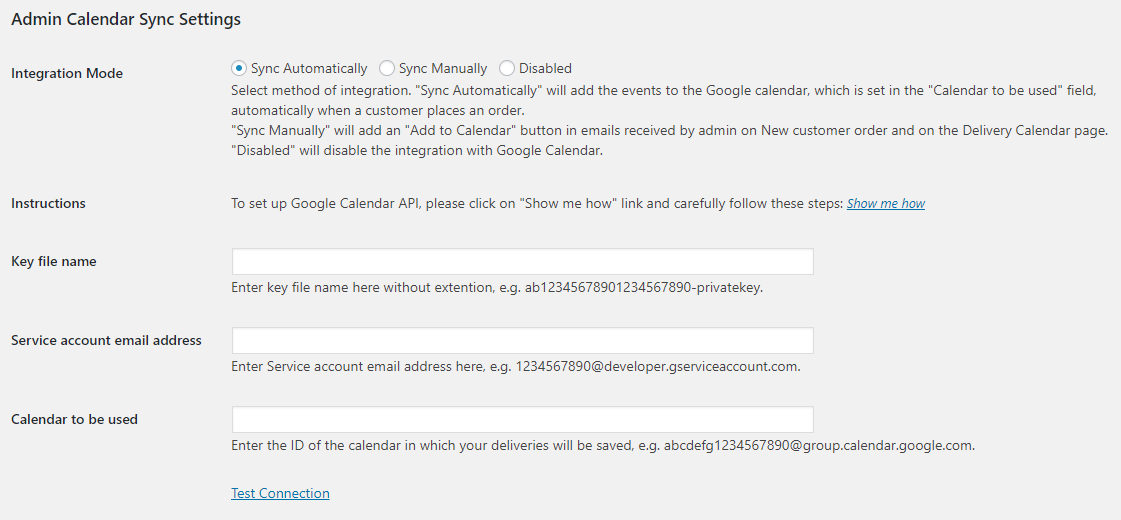 Admin Calendar Sync Settings
Integration Mode
Sync Automatically Sync Manually Disabled
Select method of integration. "Sync Automatically" will add the events to the Google calendar, which is set in the "Calendar to be used" field,
automatically when a customer places an order.
"Sync Manually" will add an "Add to Calendar" button in emails received by admin on New customer order and on the Delivery Calendar page.
"Disabled" will disable the integration with Google Calendar.
Instructions
To set up Google Calendar API, please click on "Show me how" link and carefully follow these steps: Show me how
Key file name
Enter key file name here without extention, e.g. ab12345678901234567890-privatekey.
Service account email address
Enter Service account email address here, e.g. 1234567890@developer.gserviceaccount.com.
Calendar to be used
Enter the ID of the calendar in which your deliveries will be saved, e.g. abcdefg1234567890@group.calendar.google.com.
Test Connection